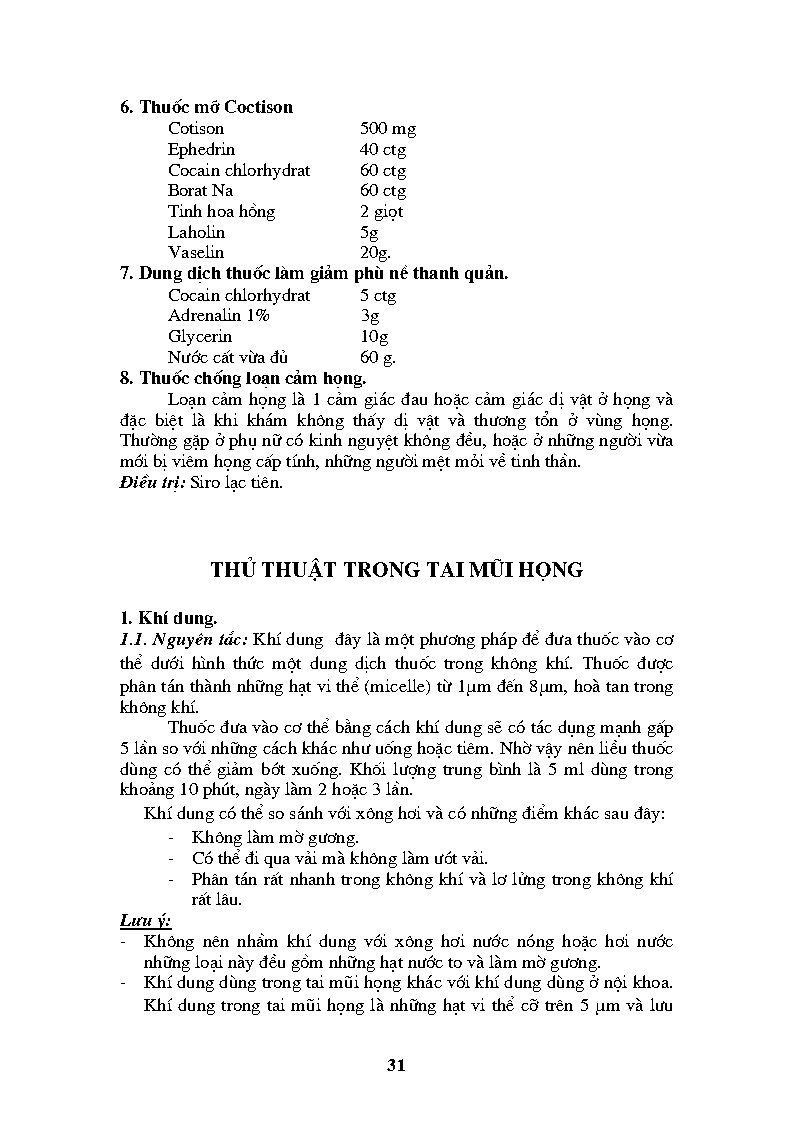 6. Thuốc mỡ Coctison
Cotison 500 mg
Ephedrin 40 ctg
Cocain chlorhydrat 60 ctg
Borat Na 60 ctg
Tinh hoa hồng 2 giọt
Laholin 5g
Vaselin 20g.
7. Dung dịch thuốc làm giảm phù nề thanh quản.
Cocain chlorhydrat 5 ctg
Adrenalin 1% 3g
Glycerin 10g
Nước cất vừa đủ 60 g.
8. Thuốc chống loạn cảm họng.
Loạn cảm họng là 1 cảm giác đau hoặc cảm giác dị vật ở họng và
đặc biệt là khi khám không thấy dị vật và thương tổn ở vùng họng.
Thường gặp ở phụ nữ có kinh nguyệt không đều, hoặc ở những người vừa
mới bị viêm họng cấp tính, những người mệt mỏi về tinh thần.
Điều trị: Siro lạc tiên.
THỦ THUẬT TRONG TAI MŨI HỌNG
1. Khí dung.
1.1. Nguyên tắc: Khí dung đây là một phương pháp để đưa thuốc vào cơ
thể dưới hình thức một dung dịch thuốc trong không khí. Thuốc được
phân tán thành những hạt vi thể (micelle) từ 1µm đến 8µm, hoà tan trong
không khí.
Thuốc đưa vào cơ thể bằng cách khí dung sẽ có tác dụng mạnh gấp
5 lần so với những cách khác như uống hoặc tiêm. Nhờ vậy nên liều thuốc
dùng có thể giảm bớt xuống. Khối lượng trung bình là 5 ml dùng trong
khoảng 10 phút, ngày làm 2 hoặc 3 lần.
Khí dung có thể so sánh với xông hơi và có những điểm khác sau đây:
- Không làm mờ gương.
- Có thể đi qua vải mà không làm ướt vải.
- Phân tán rất nhanh trong không khí và lơ lửng trong không khí
rất lâu.
Lưu ý:
- Không nên nhầm khí dung với xông hơi nước nóng hoặc hơi nước
những loại này đều gồm những hạt nước to và làm mờ gương.
- Khí dung dùng trong tai mũi họng khác với khí dung dùng ở nội khoa.
Khí dung trong tai mũi họng là những hạt vi thể cỡ trên 5 µm và lưu
31